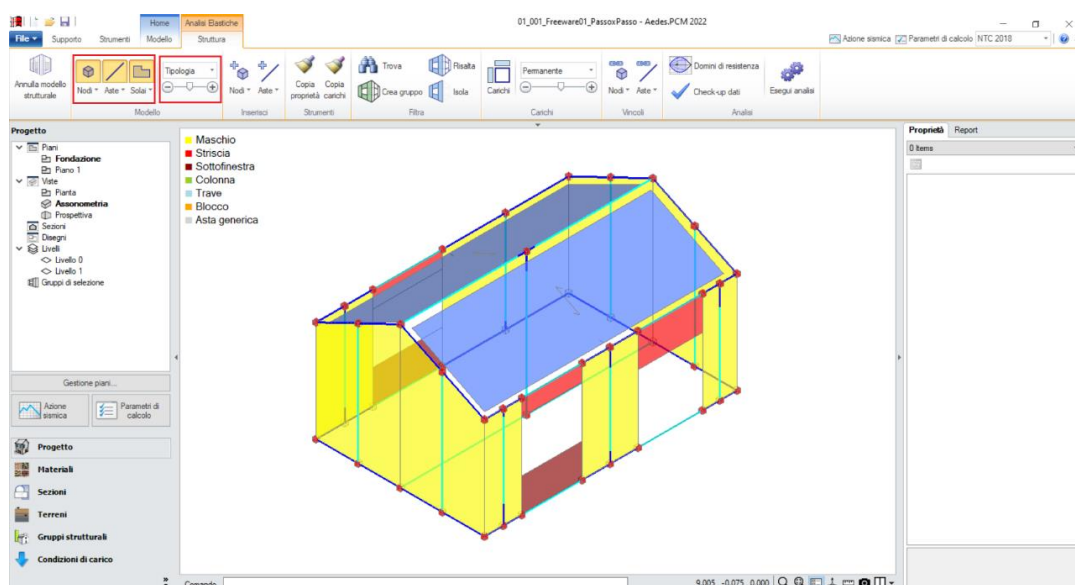 Home Analisi Elastiche 01_001_Freeware01_PassoxPasso - Aedes.PCM 2022
File Supporto Strumenti Modello Struttura Azione sismica Parametri di calcolo NTC 2018
Annulla modello strutturale
Nodi Aste Solai
Tipologia
Modello
Nodi Aste
Inserisci
Copia proprietà
Copia carichi
Strumenti
Trova
Crea gruppo
Risalta
Isola
Filtra
Carichi
Permanente
Carichi
Nodi Aste
Vincoli
Domini di resistenza
Check-up dati
Esegui analisi
Analisi
Progetto
Piani
Fondazione
Piano 1
Viste
Pianta
Assonometria
Prospettiva
Sezioni
Disegni
Livelli
Livello 0
Livello 1
Gruppi di selezione
Gestione piani...
Azione sismica
Parametri di calcolo
Progetto
Materiali
Sezioni
Terreni
Gruppi strutturali
Condizioni di carico
Maschio
Striscia
Sottofinestra
Colonna
Trave
Blocco
Asta generica
Proprietà Report
0 Items
Comando
9.005 -0.075 0.000